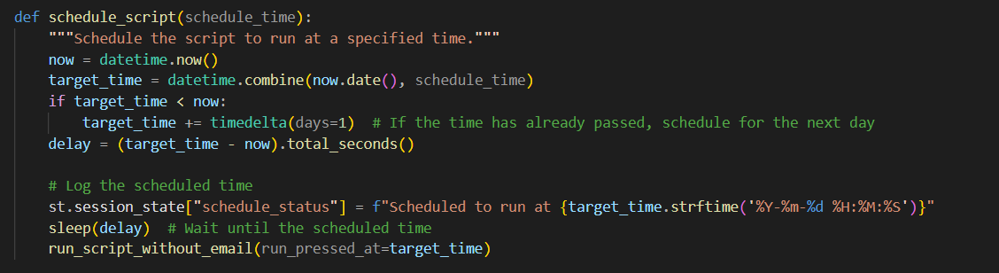 def schedule_script(schedule_time):
    """Schedule the script to run at a specified time."""
    now = datetime.now()
    target_time = datetime.combine(now.date(), schedule_time)
    if target_time < now:
        target_time += timedelta(days=1)  # If the time has already passed, schedule for the next day
    delay = (target_time - now).total_seconds()

    # Log the scheduled time
    st.session_state["schedule_status"] = f"Scheduled to run at {target_time.strftime('%Y-%m-%d %H:%M:%S')}"
    sleep(delay)  # Wait until the scheduled time
    run_script_without_email(run_pressed_at=target_time)